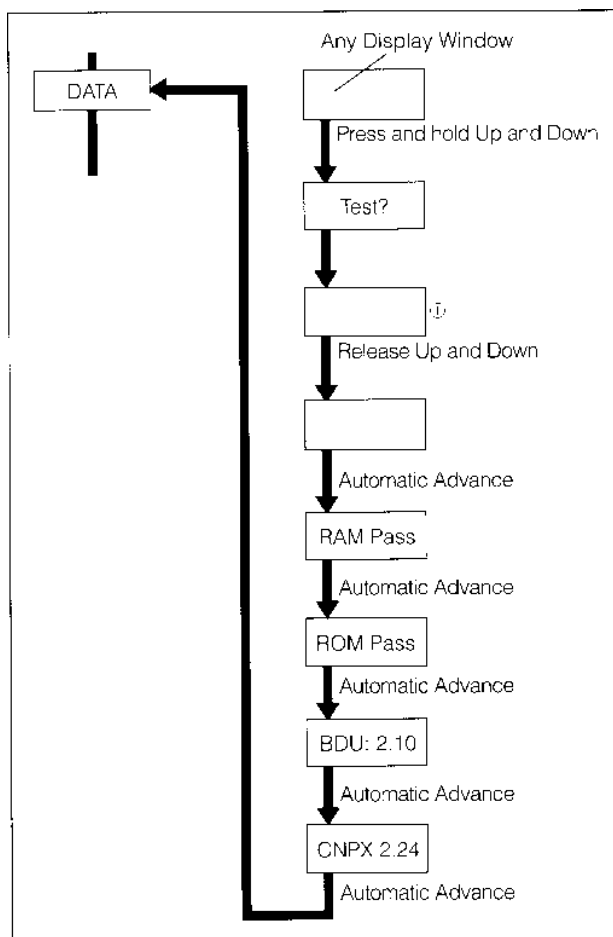 Any Display Window
DATA
Press and hold Up and Down
Test?
①
Release Up and Down
Automatic Advance
RAM Pass
Automatic Advance
ROM Pass
Automatic Advance
BDU: 2.10
Automatic Advance
CNPX 2.24
Automatic Advance